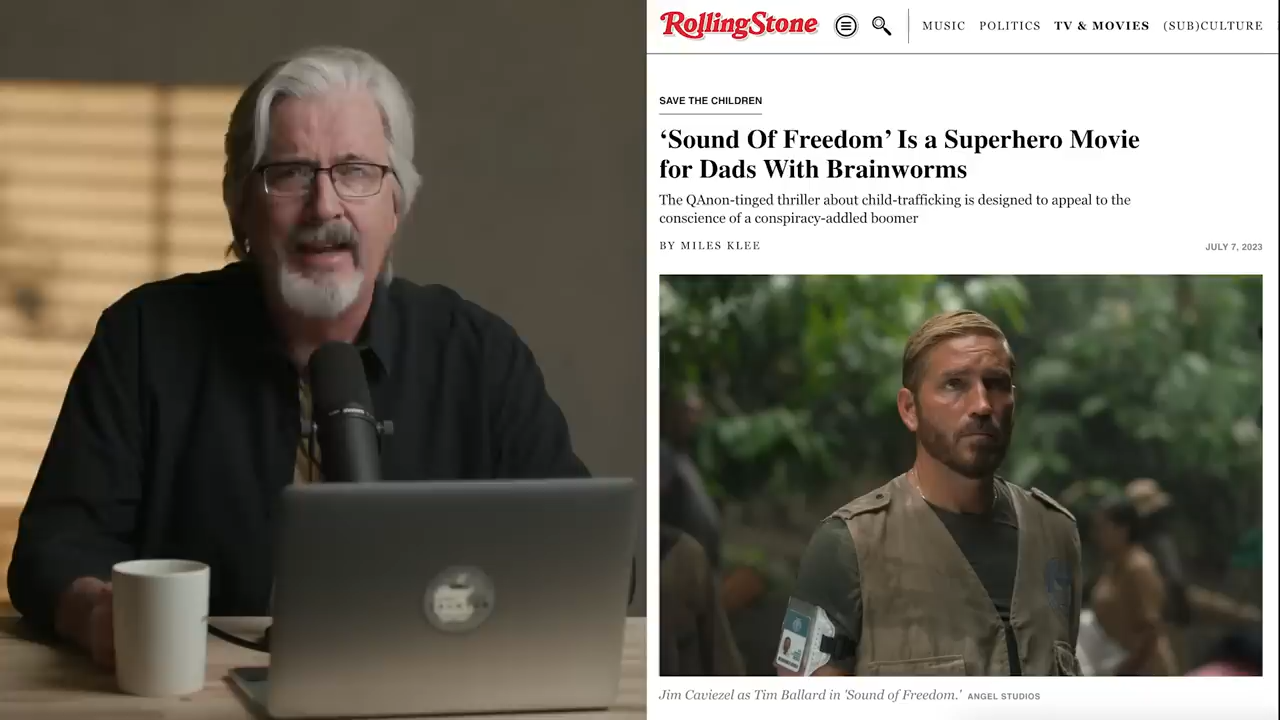 RollingStone
MUSIC POLITICS TV & MOVIES (SUB)CULTURE
SAVE THE CHILDREN
‘Sound Of Freedom’ Is a Superhero Movie
for Dads With Brainworms
The QAnon-tinged thriller about child-trafficking is designed to appeal to the
conscience of a conspiracy-addled boomer
BY MILES KLEE
JULY 7, 2023
Jim Caviezel as Tim Ballard in 'Sound of Freedom.' ANGEL STUDIOS